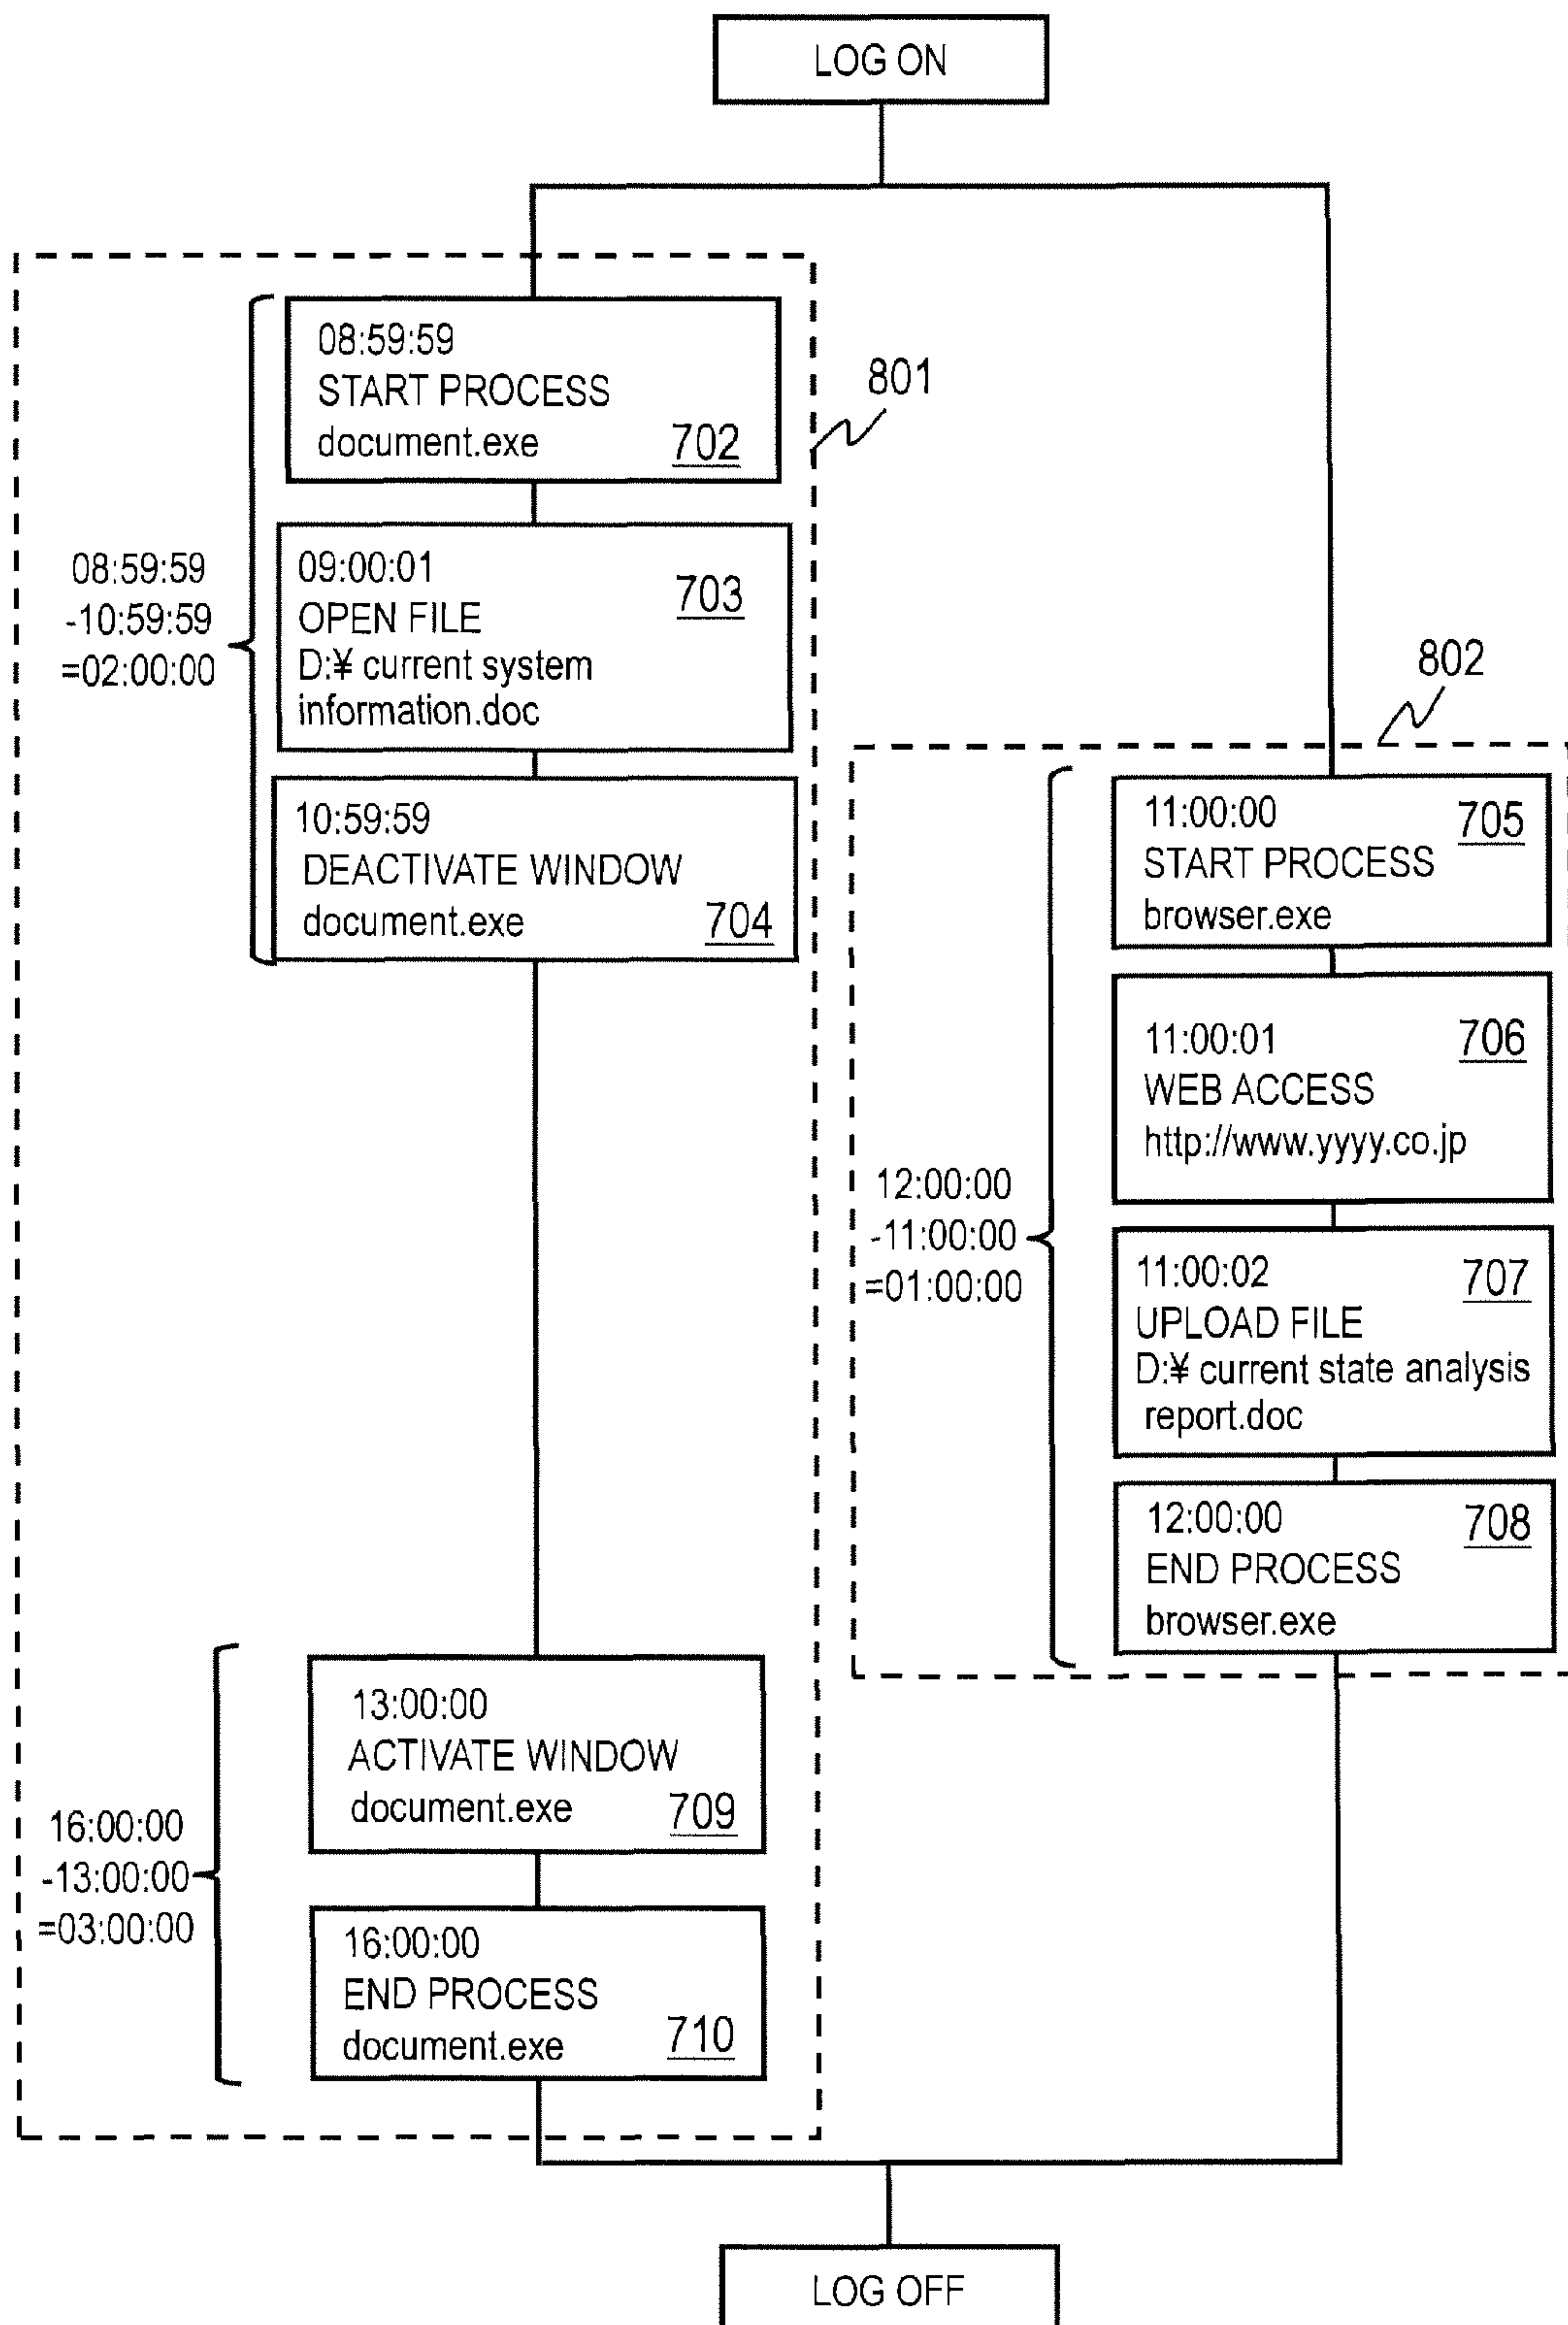 LOG ON
801
08:59:59
START PROCESS
document.exe 702
08:59:59
-10:59:59
=02:00:00
09:00:01 703
OPEN FILE
D:¥ current system
information.doc
10:59:59
DEACTIVATE WINDOW
document.exe 704
802
11:00:00 705
START PROCESS
browser.exe
11:00:01 706
WEB ACCESS
http://www.yyyy.co.jp
12:00:00
-11:00:00
=01:00:00
11:00:02 707
UPLOAD FILE
D:¥ current state analysis
report.doc
12:00:00 708
END PROCESS
browser.exe
13:00:00
ACTIVATE WINDOW
document.exe 709
16:00:00
-13:00:00
=03:00:00
16:00:00
END PROCESS
document.exe 710
LOG OFF